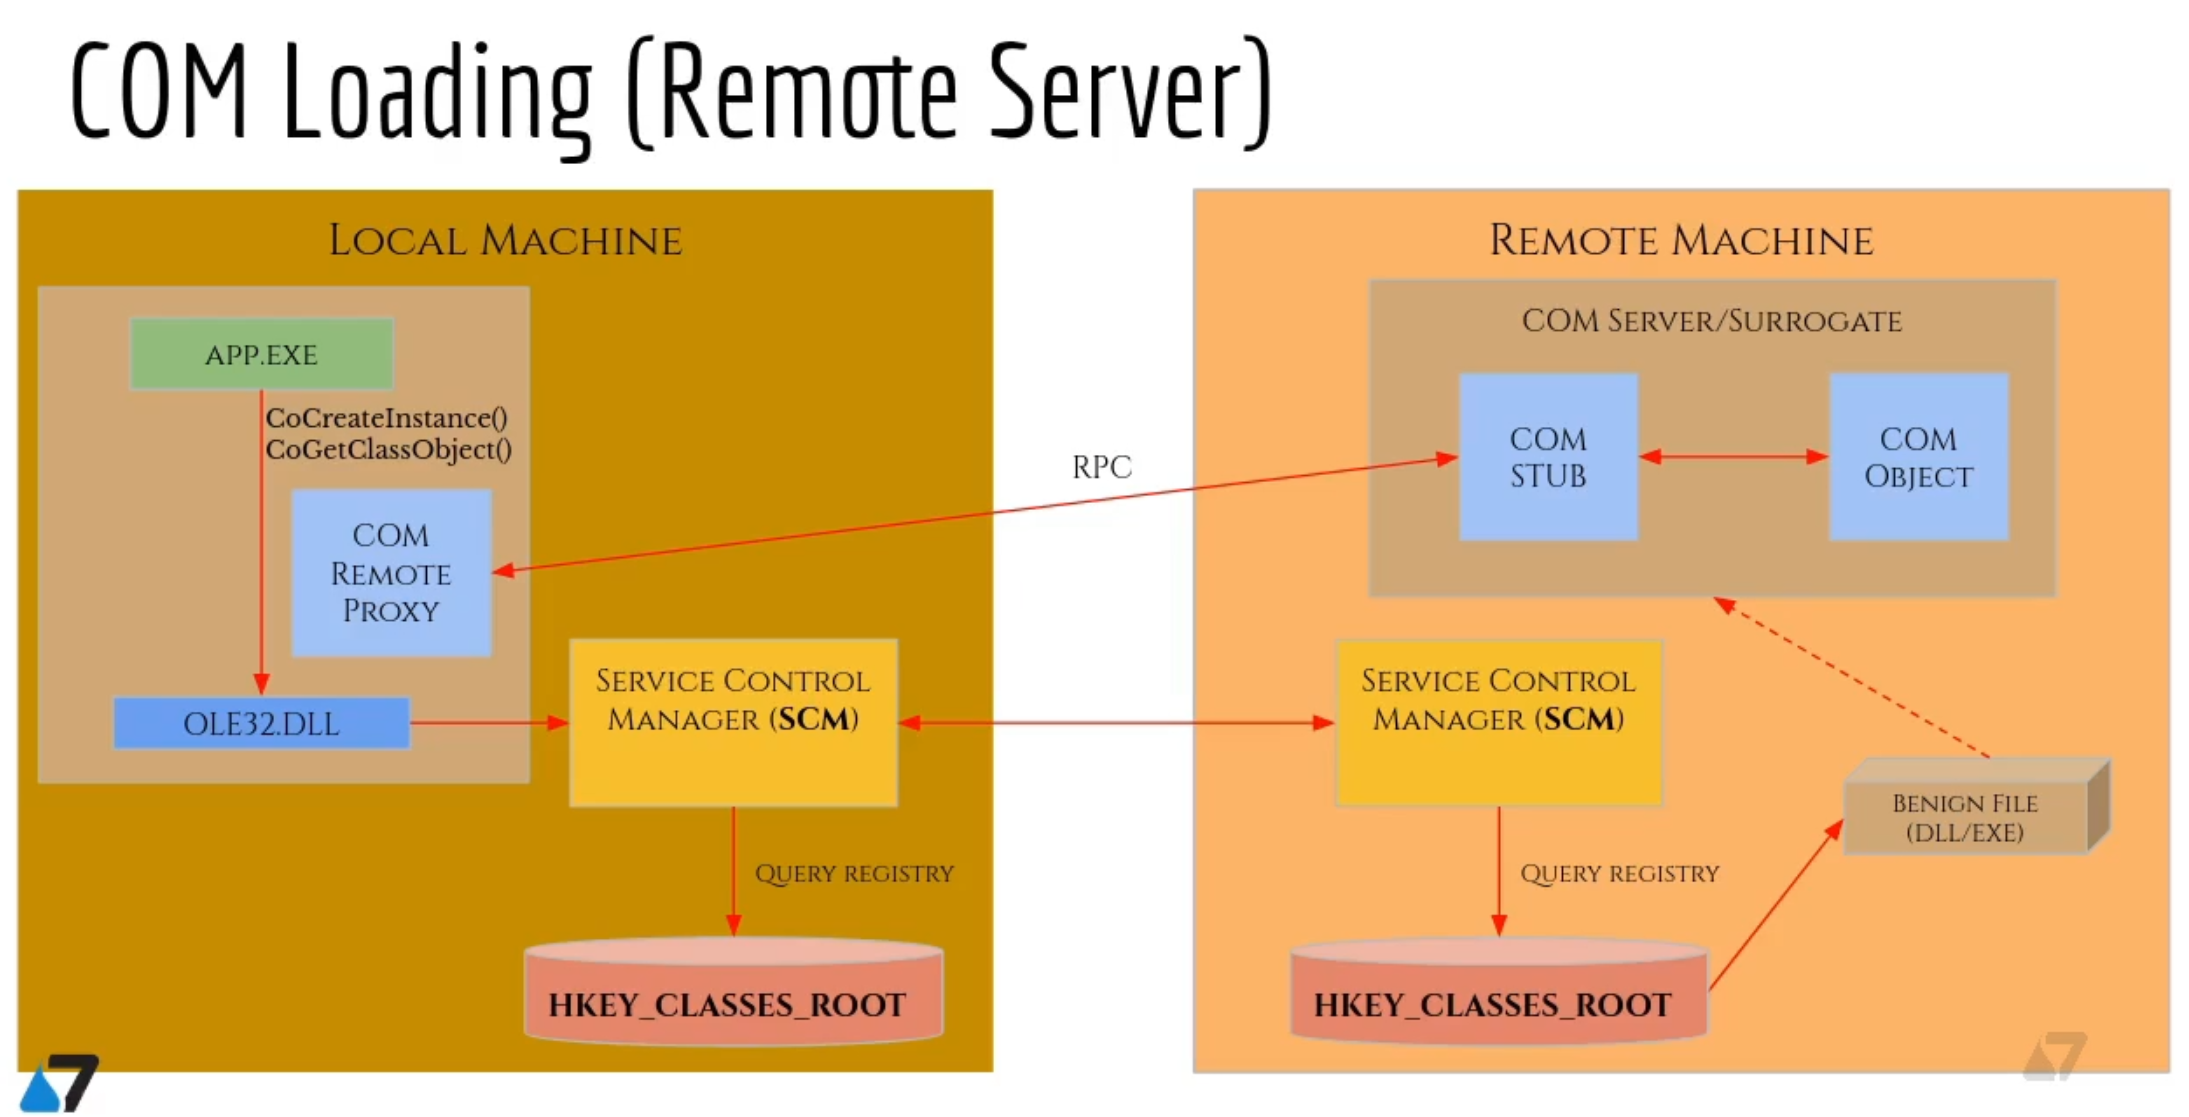 COM Loading (Remote Server)
Local Machine
APP.EXE
CoCreateInstance()
CoGetClassObject()
COM
Remote
Proxy
OLE32.DLL
Service Control
Manager (SCM)
Query registry
HKEY_CLASSES_ROOT
RPC
Remote Machine
COM Server/Surrogate
COM
STUB
COM
Object
Service Control
Manager (SCM)
Query registry
HKEY_CLASSES_ROOT
Benign File
(DLL/EXE)
7
7